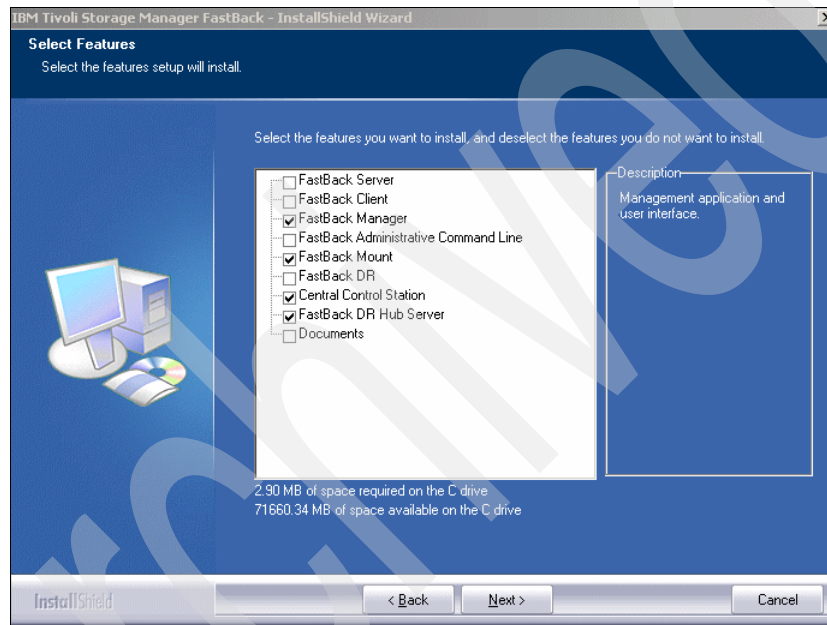 IBM Tivoli Storage Manager FastBack - InstallShield Wizard
Select Features
Select the features setup will install.
Select the features you want to install, and deselect the features you do not want to install.
FastBack Server
FastBack Client
FastBack Manager
FastBack Administrative Command Line
FastBack Mount
FastBack DR
Central Control Station
FastBack DR Hub Server
Documents
Description
Management application and
user interface.
2.90 MB of space required on the C drive
71660.34 MB of space available on the C drive
InstallShield
< Back
Next >
Cancel